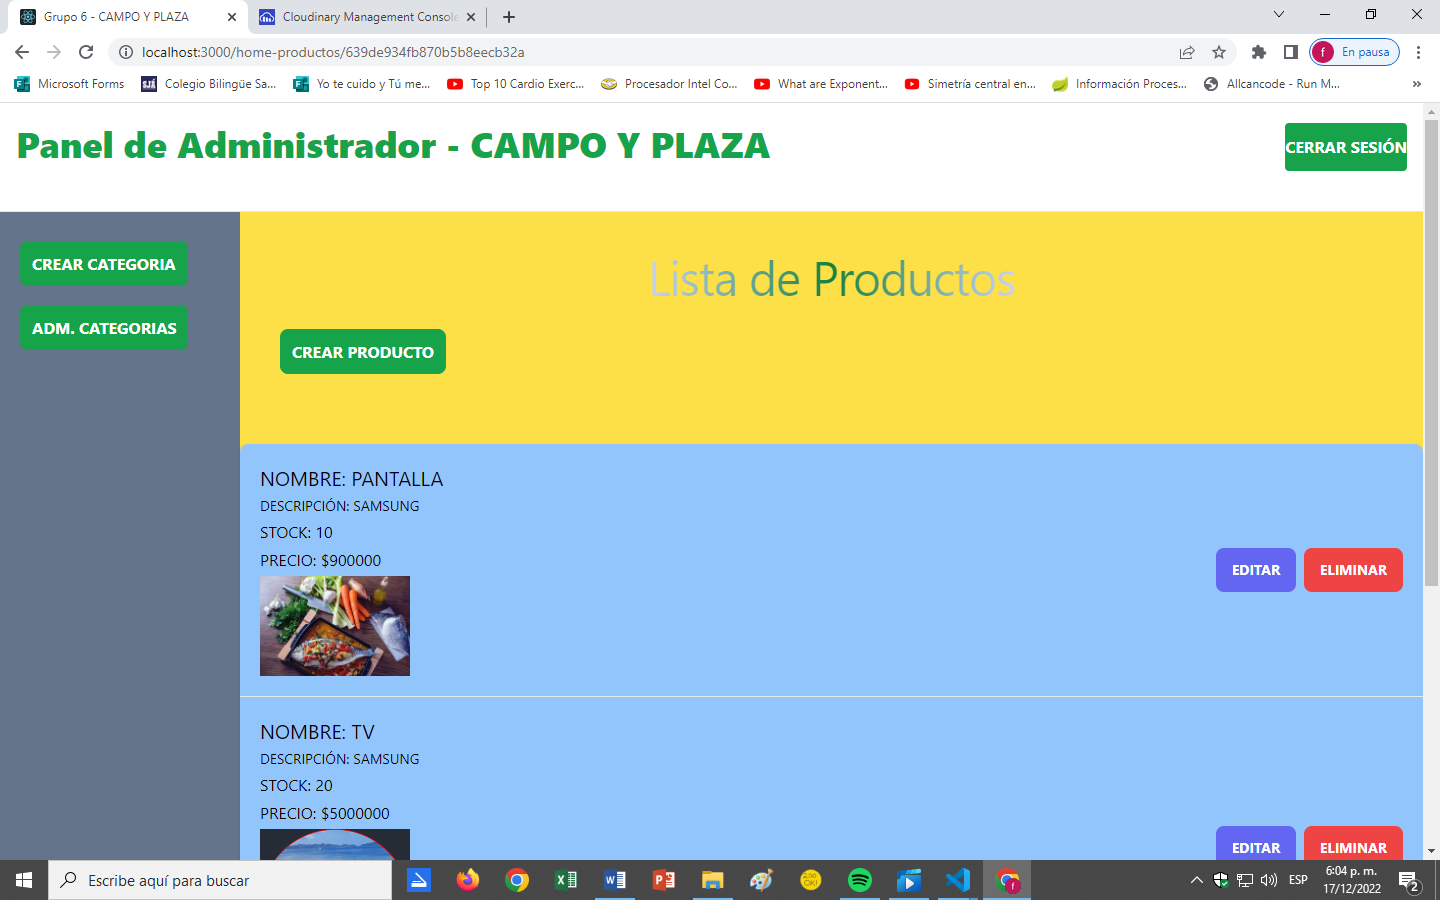 Grupo 6 - CAMPO Y PLAZA
Cloudinary Management Console
localhost:3000/home-productos/639de934fb870b5b8eecb32a
f
En pausa
Microsoft Forms
SJÁ Colegio Bilingüe Sa...
Yo te cuido y Tú me...
Top 10 Cardio Exerc...
Procesador Intel Co...
What are Exponent...
Simetría central en...
Información Proces...
Allcancode - Run M...
»
Panel de Administrador - CAMPO Y PLAZA
CERRAR SESIÓN
CREAR CATEGORIA
ADM. CATEGORIAS
Lista de Productos
CREAR PRODUCTO
NOMBRE: PANTALLA
DESCRIPCIÓN: SAMSUNG
STOCK: 10
PRECIO: $900000
EDITAR
ELIMINAR
NOMBRE: TV
DESCRIPCIÓN: SAMSUNG
STOCK: 20
PRECIO: $5000000
EDITAR
ELIMINAR
Escribe aquí para buscar
ESP
6:04 p. m.
17/12/2022
2